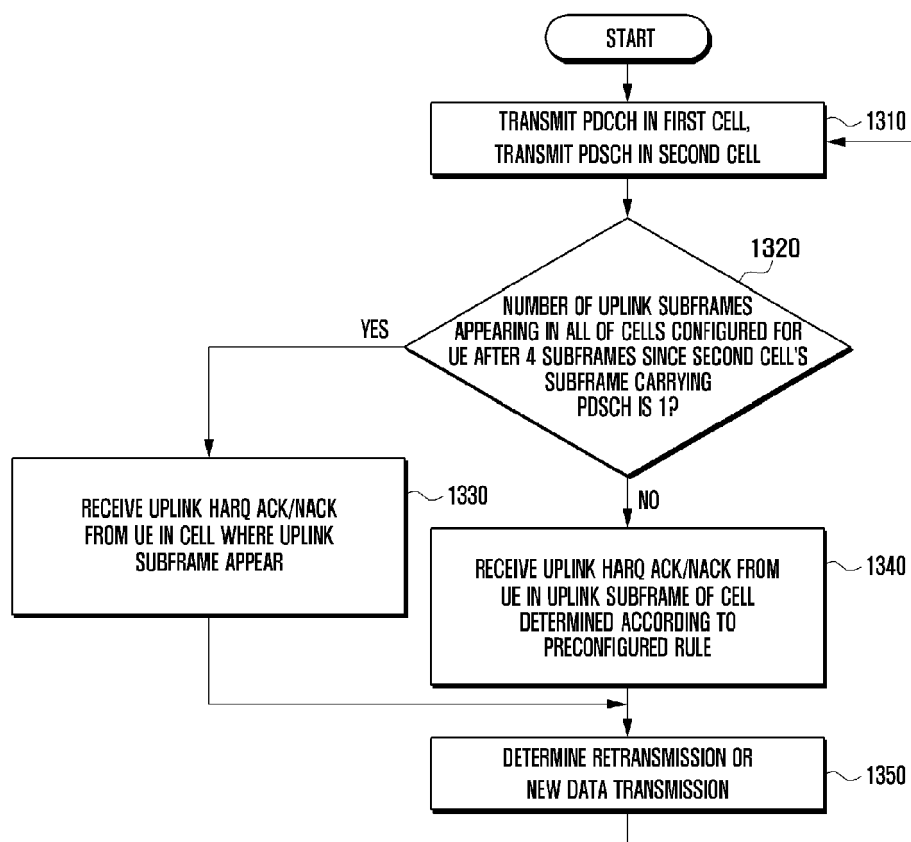 START
TRANSMIT PDCCH IN FIRST CELL,
TRANSMIT PDSCH IN SECOND CELL
1310
1320
NUMBER OF UPLINK SUBFRAMES
APPEARING IN ALL OF CELLS CONFIGURED FOR
UE AFTER 4 SUBFRAMES SINCE SECOND CELL'S
SUBFRAME CARRYING
PDSCH IS 1?
YES
NO
RECEIVE UPLINK HARQ ACK/NACK
FROM UE IN CELL WHERE UPLINK
SUBFRAME APPEAR
1330
RECEIVE UPLINK HARQ ACK/NACK FROM
UE IN UPLINK SUBFRAME OF CELL
DETERMINED ACCORDING TO
PRECONFIGURED RULE
1340
DETERMINE RETRANSMISSION OR
NEW DATA TRANSMISSION
1350